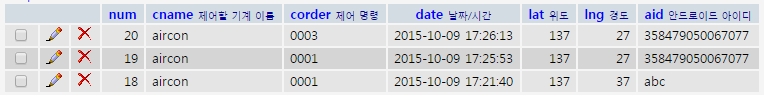 num cname 제어할 기계 이름 corder 제어 명령 date 날짜/시간 lat 위도 lng 경도 aid 안드로이드 아이디
20 aircon 0003 2015-10-09 17:26:13 137 27 358479050067077
19 aircon 0001 2015-10-09 17:25:53 137 27 358479050067077
18 aircon 0001 2015-10-09 17:21:40 137 37 abc